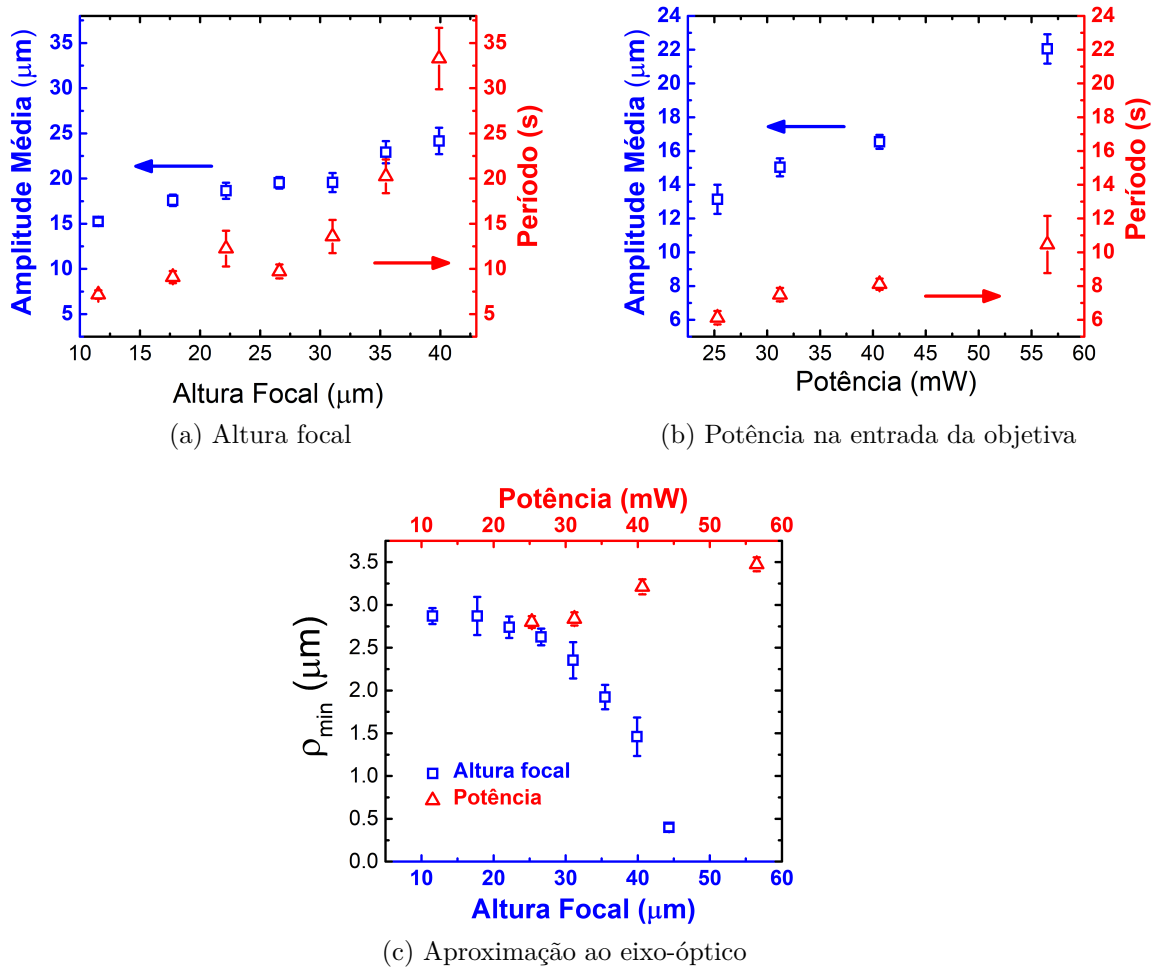 Amplitude Média (μm)
35
30
25
20
15
10
5
35
30
25
20
15
10
5
Período (s)
10 15 20 25 30 35 40
Altura Focal (μm)
(a) Altura focal
Amplitude Média (μm)
24
22
20
18
16
14
12
10
8
6
24
22
20
18
16
14
12
10
8
6
Período (s)
25 30 35 40 45 50 55 60
Potência (mW)
(b) Potência na entrada da objetiva
Potência (mW)
10 20 30 40 50 60
ρmin (μm)
3.5
3.0
2.5
2.0
1.5
1.0
0.5
0.0
Altura focal
Potência
10 20 30 40 50 60
Altura Focal (μm)
(c) Aproximação ao eixo-óptico